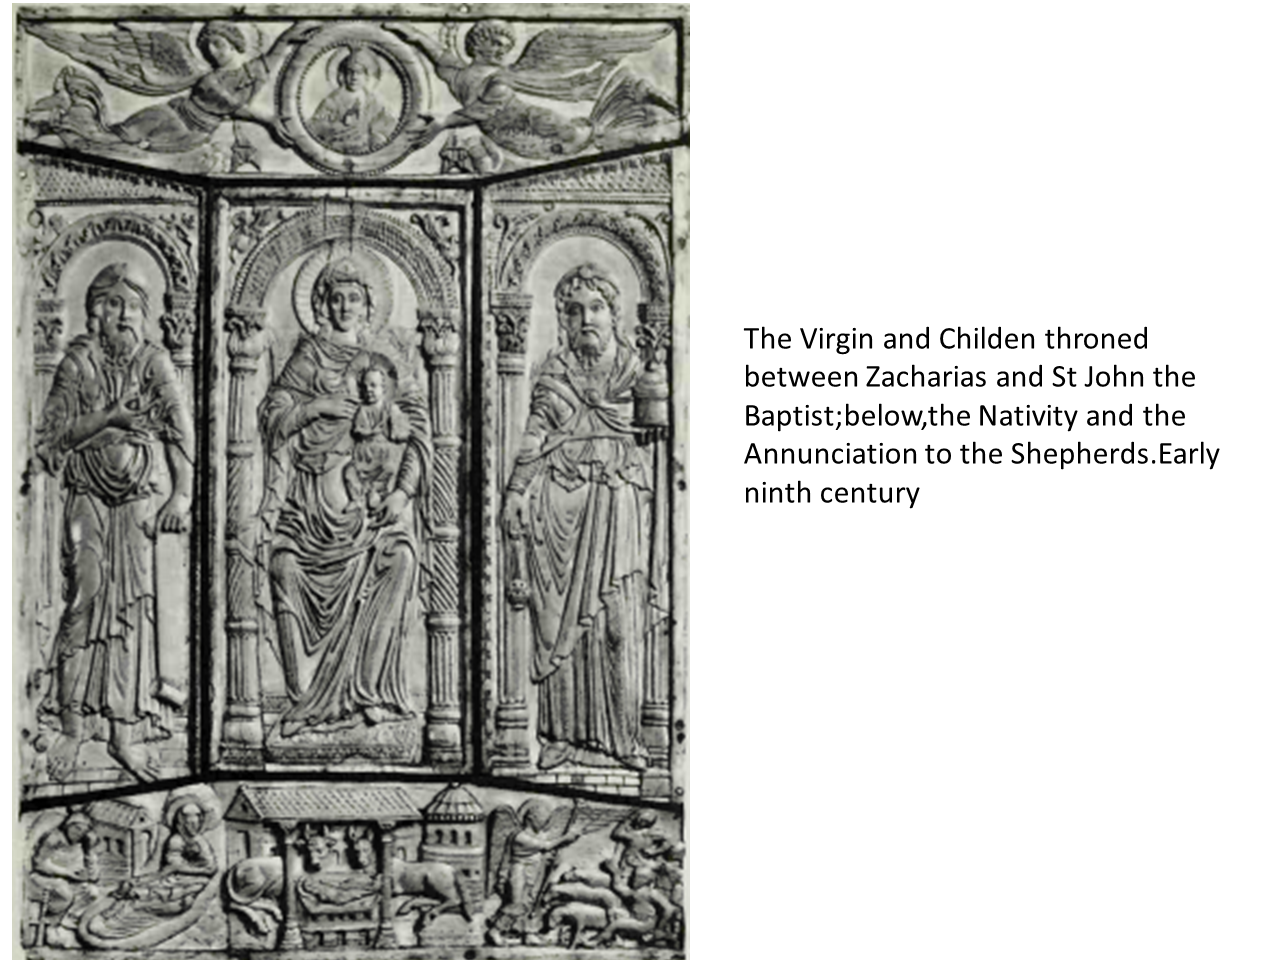 The Virgin and Childen throned
between Zacharias and St John the
Baptist;below,the Nativity and the
Annunciation to the Shepherds.Early
ninth century